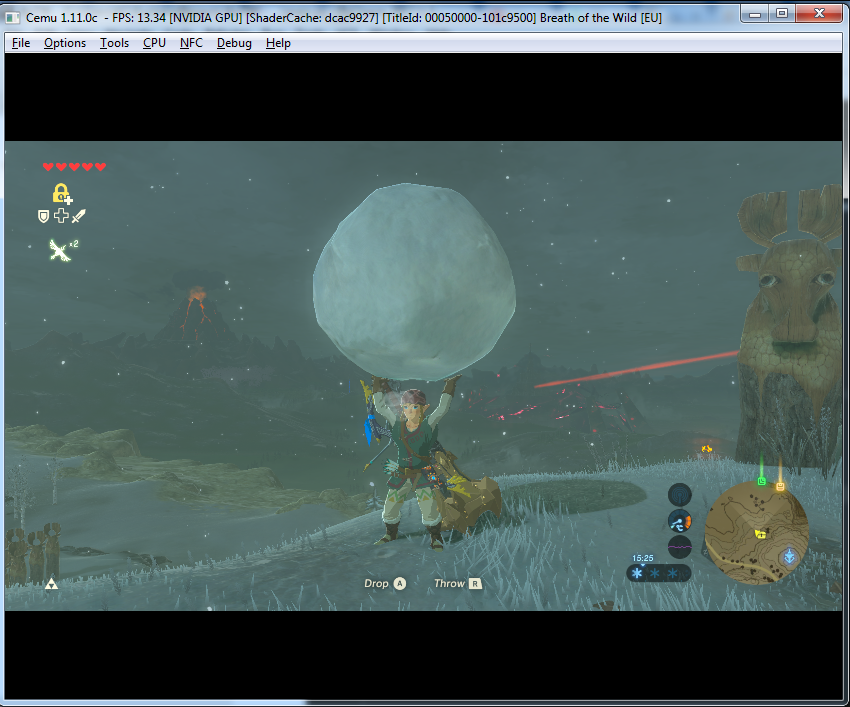 Cemu 1.11.0c - FPS: 13.34 [NVIDIA GPU] [ShaderCache: dcac9927] [TitleId: 00050000-101c9500] Breath of the Wild [EU]
File Options Tools CPU NFC Debug Help
×2
15:25
Drop A Throw R